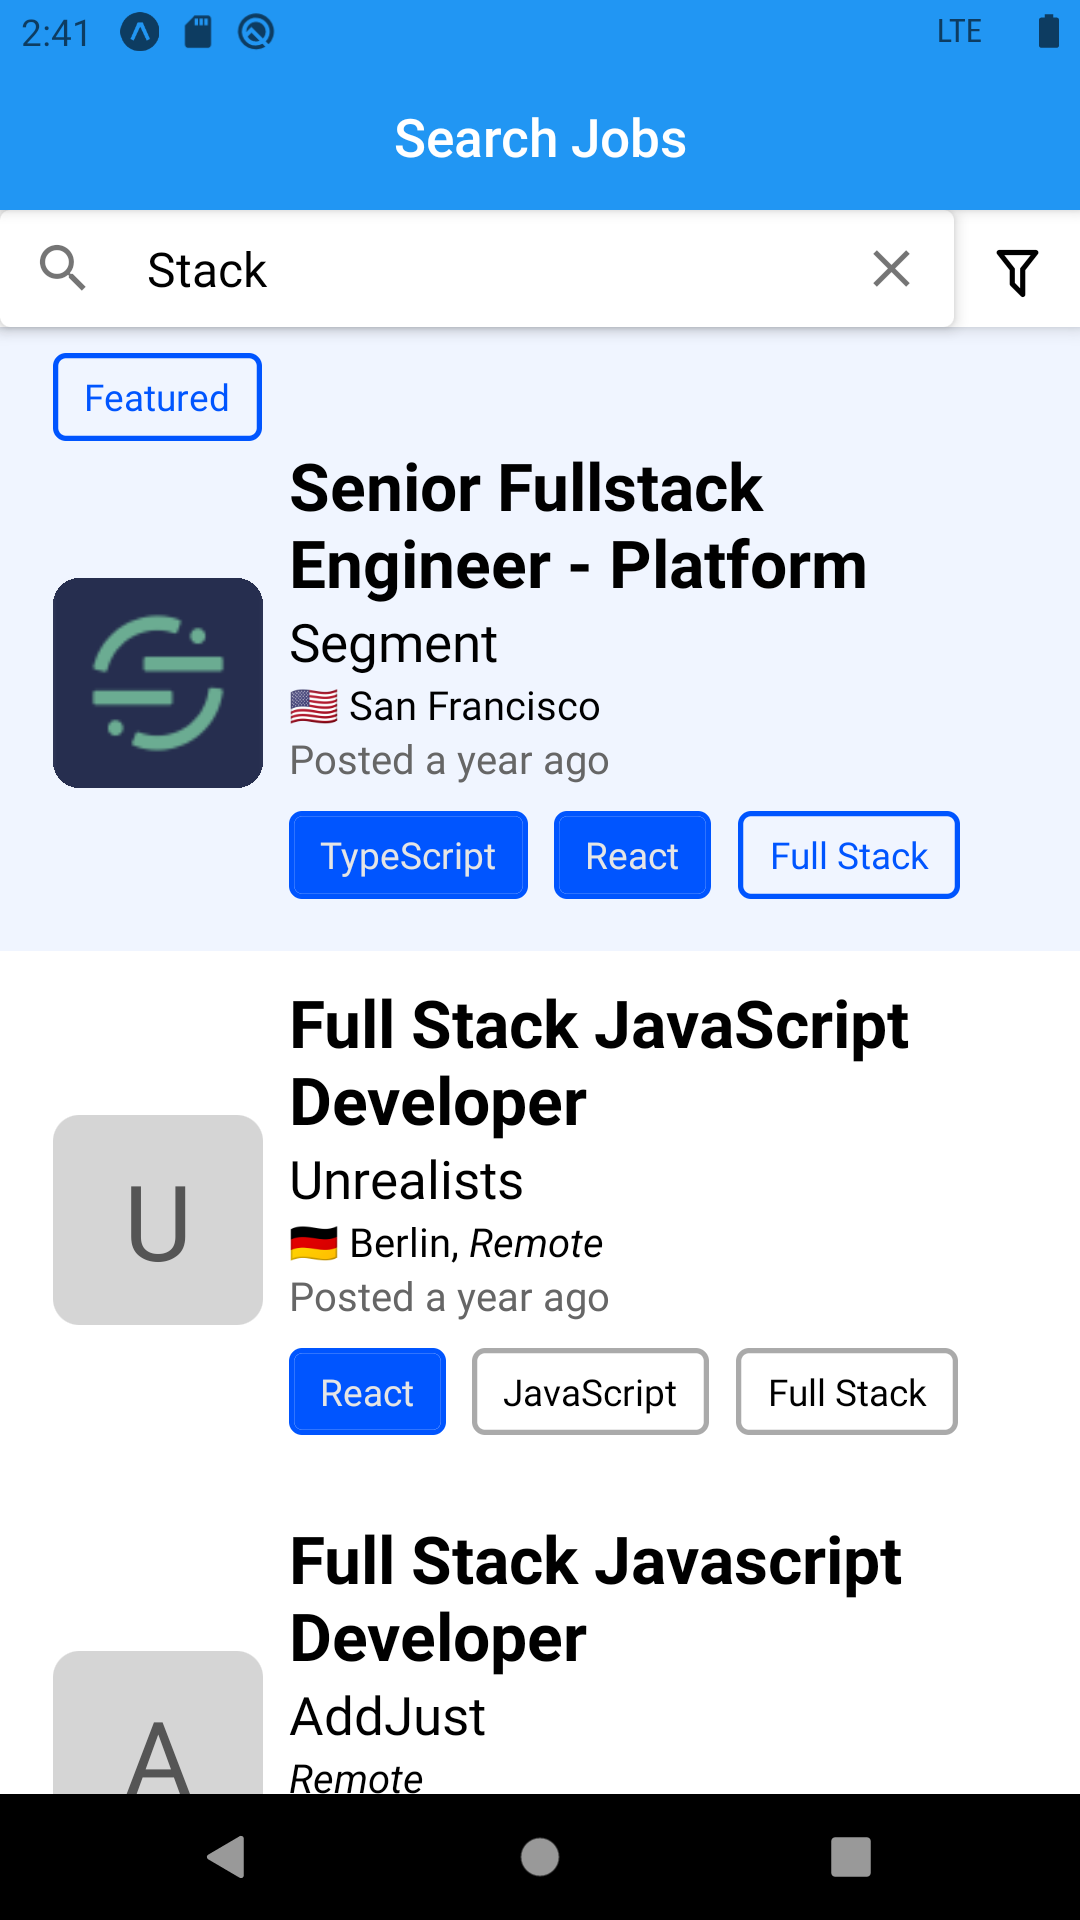 2:41
LTE
Search Jobs
Stack
Featured
Senior Fullstack
Engineer - Platform
Segment
🇺🇸 San Francisco
Posted a year ago
TypeScript React Full Stack
Full Stack JavaScript
Developer
U
Unrealists
🇩🇪 Berlin, Remote
Posted a year ago
React JavaScript Full Stack
Full Stack Javascript
Developer
A
AddJust
Remote